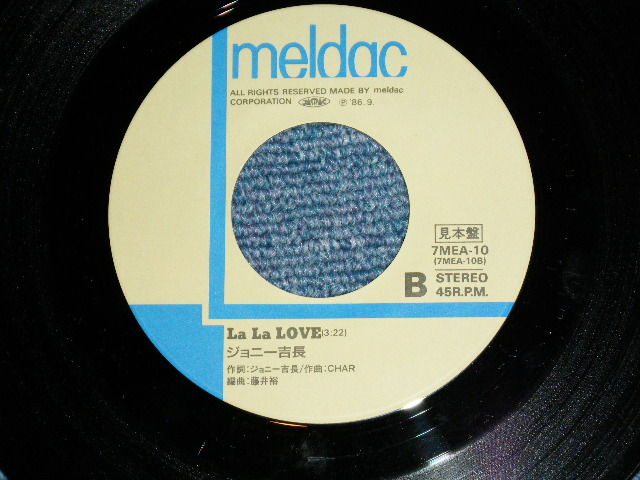 meldac
ALL RIGHTS RESERVED MADE BY meldac
CORPORATION ℗ '86. 9.
見本盤
7MEA-10
(7MEA-10B)
B STEREO
45R.P.M.
La La LOVE(3:22)
ジョニー吉長
作詞:ジョニー吉長/作曲:CHAR
編曲:藤井裕